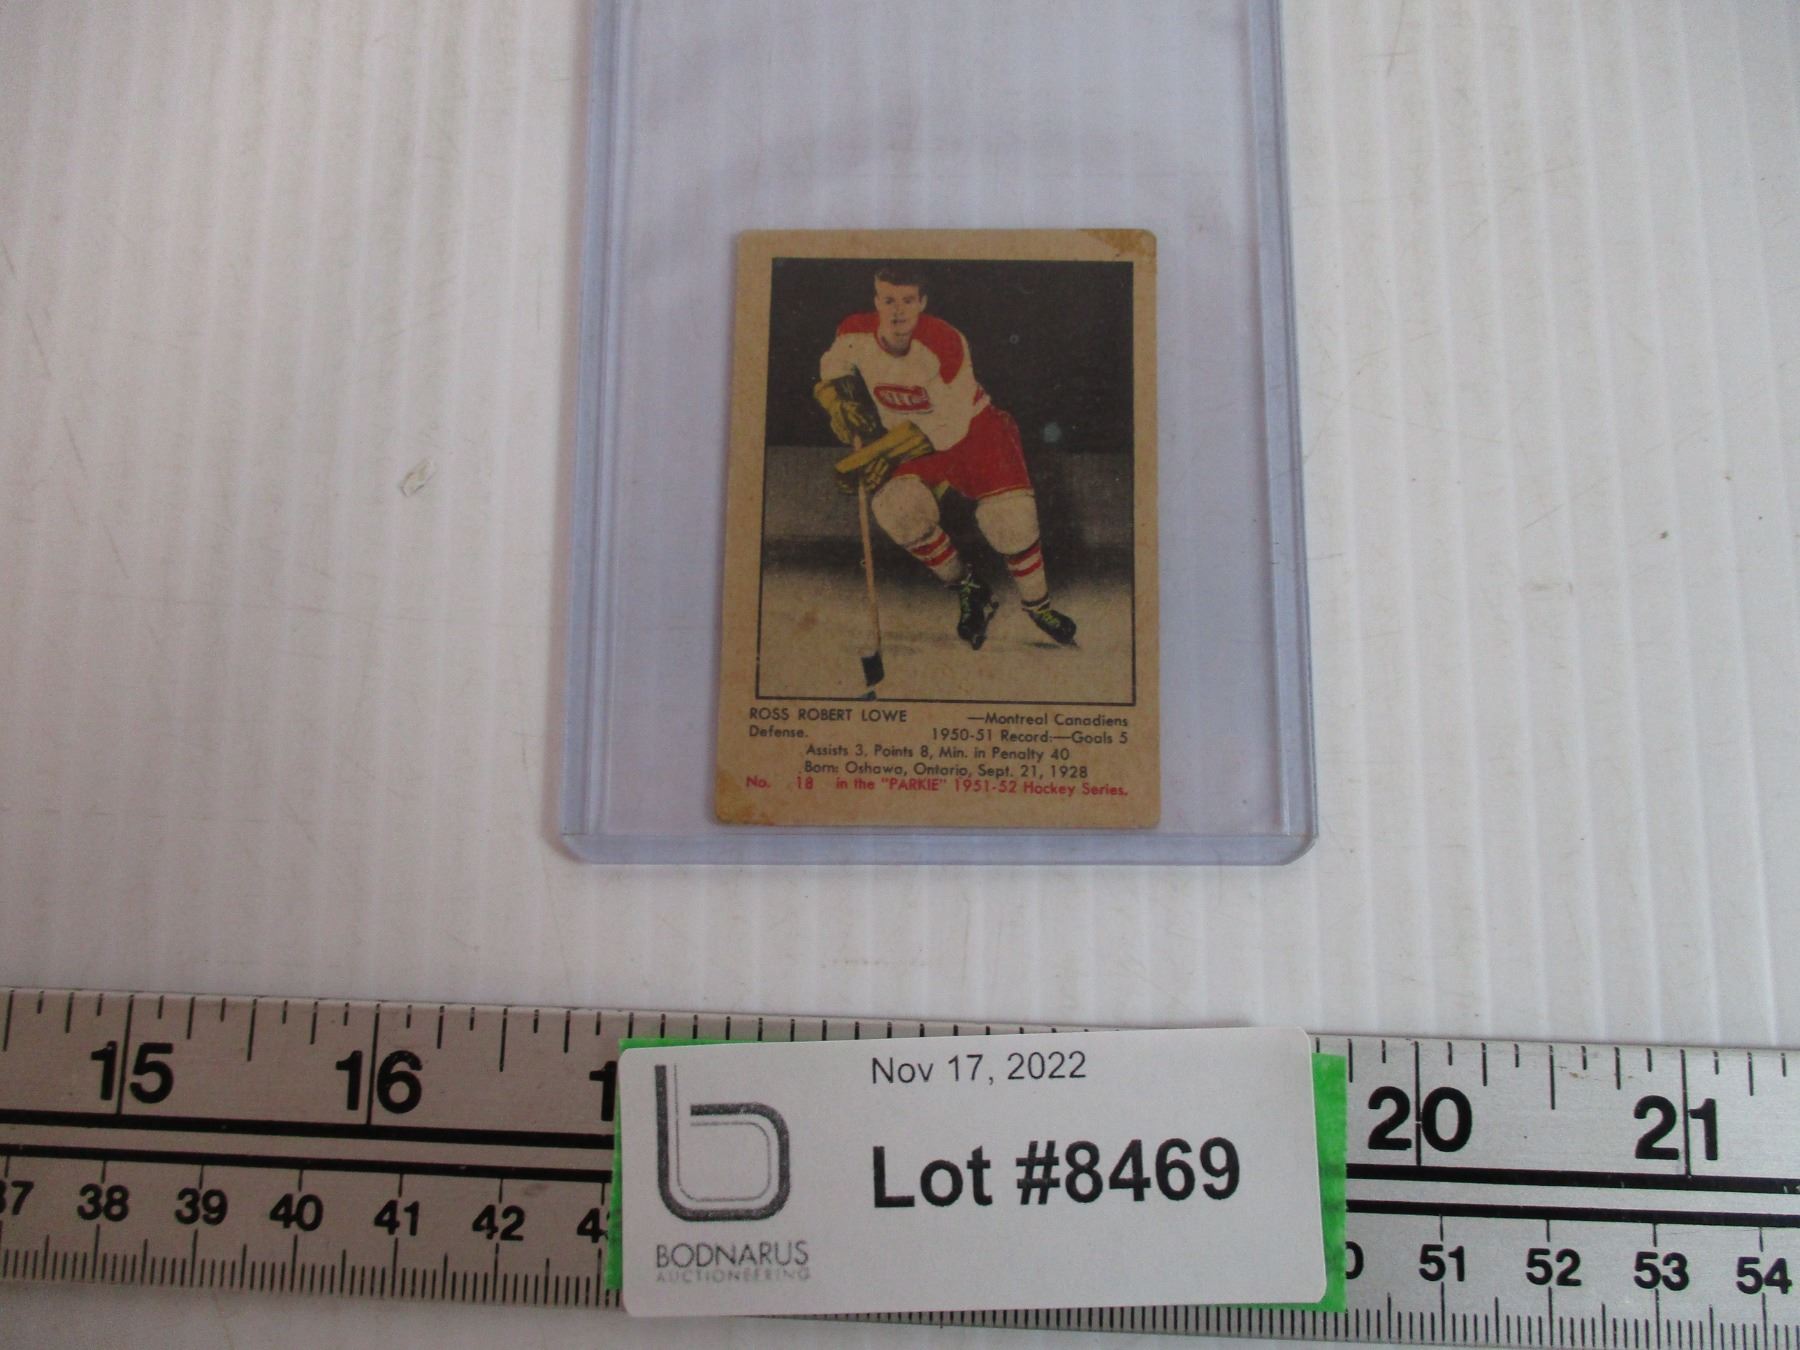 ROSS ROBERT LOWE —Montreal Canadiens
Defense. 1950-51 Record:—Goals 5
Assists 3, Points 8, Min. in Penalty 40
Born: Oshawa, Ontario, Sept. 21, 1928
No. 18 in the "PARKIE" 1951-52 Hockey Series.
15 16 20 21
Nov 17, 2022
Lot #8469
BODNARUS
AUCTIONEERING
38 39 40 41 42 51 52 53 54